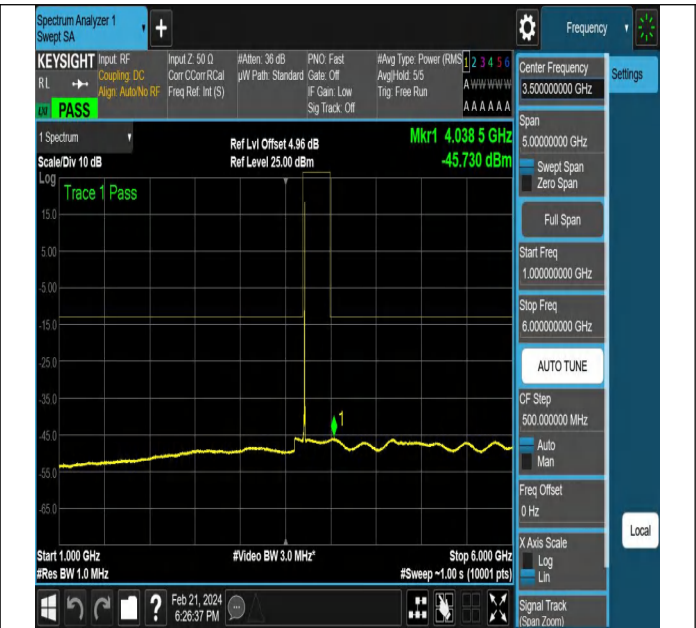 Spectrum Analyzer 1
Swept SA
Frequency
KEYSIGHT
RL
PASS
Input: RF
Coupling: DC
Align: Auto/No RF
Input Z: 50 Ω
Corr CCorr RCal
Freq Ref: Int (S)
#Atten: 36 dB
µW Path: Standard
PNO: Fast
Gate: Off
IF Gain: Low
Sig Track: Off
#Avg Type: Power (RMS)
Avg|Hold: 5/5
Trig: Free Run
1 2 3 4 5 6
A W W W W W
A A A A A A
1 Spectrum
Scale/Div 10 dB
Ref Lvl Offset 4.96 dB
Ref Level 25.00 dBm
Mkr1 4.038 5 GHz
-45.730 dBm
Log
Trace 1 Pass
15.0
5.00
-5.00
-15.0
-25.0
-35.0
-45.0
-55.0
-65.0
1
Start 1.000 GHz
#Res BW 1.0 MHz
#Video BW 3.0 MHz*
Stop 6.000 GHz
#Sweep ~1.00 s (10001 pts)
Feb 21, 2024
6:26:37 PM
Center Frequency
3.500000000 GHz
Settings
Span
5.00000000 GHz
Swept Span
Zero Span
Full Span
Start Freq
1.000000000 GHz
Stop Freq
6.000000000 GHz
AUTO TUNE
CF Step
500.000000 MHz
Auto
Man
Freq Offset
0 Hz
X Axis Scale
Log
Lin
Signal Track
(Span Zoom)
Local